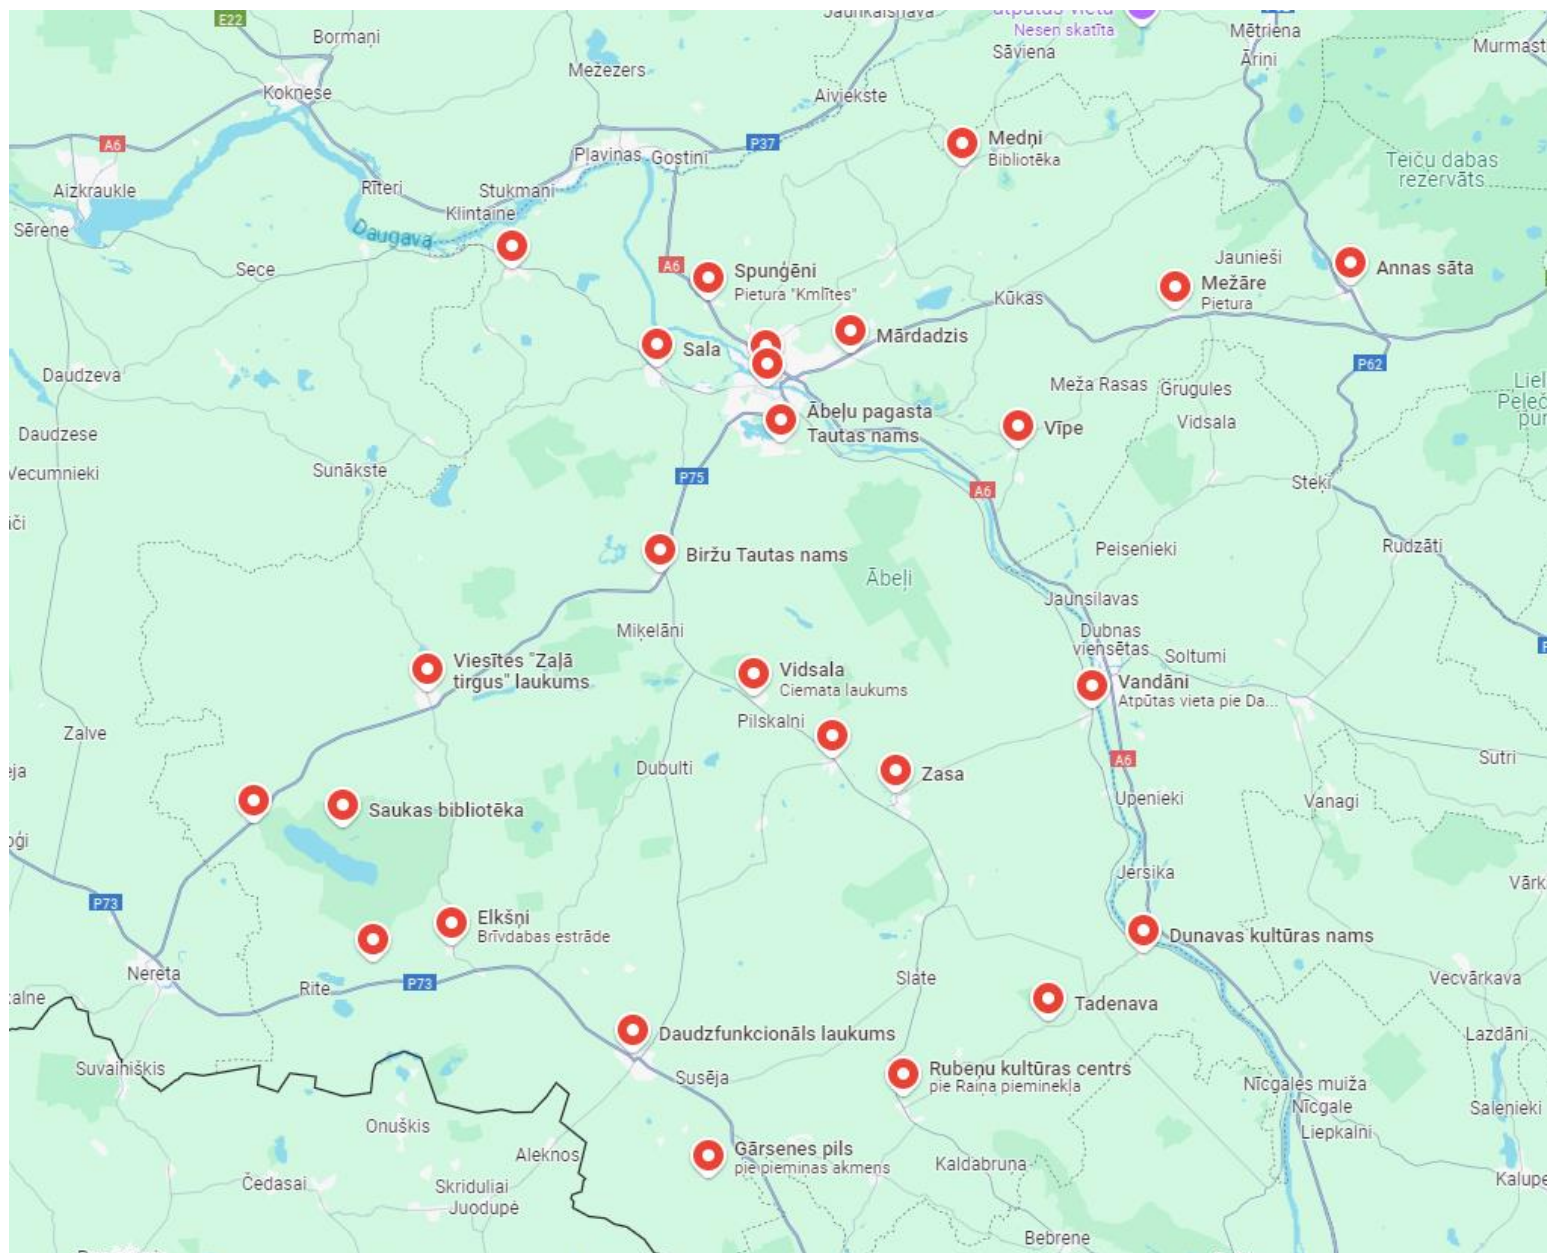 E22
Bormaņi
Jaunkalsnava
atpūtas vieta
Nesen skatīta
Sāviena
Mētriena
Āriņi
Murmast
Mežezers
Koknese
Aiviekste
A6
P37
Medņi
Bibliotēka
Pļaviņas
Gostiņi
Teiču dabas
rezervāts
Aizkraukle
Rīteri
Stukmaņi
Klintaine
Sērene
Daugava
Sece
A6
Spunģēni
Pietura "Kmlītes"
Jaunieši
Annas sāta
Mežāre
Pietura
Kūkas
Mārdadzis
Sala
P62
Daudzeva
Meža Rasas
Grugules
Vidsala
Ābeļu pagasta
Tautas nams
Vīpe
Daudzese
Sunākste
Vecumnieki
P75
A6
Steķi
Biržu Tautas nams
Peisenieki
Rudzāti
Ābeļi
Jaunsilavas
Miķelāni
Dubnas
viensētas
Soltumi
Viesītes "Zaļā
tirgus" laukums
Vidsala
Ciemata laukums
Vandāni
Atpūtas vieta pie Da...
Pilskalni
Zalve
Dubulti
Zasa
A6
Sutri
Upenieki
Vanagi
Saukas bibliotēka
Jersika
P73
Elkšņi
Brīvdabas estrāde
Dunavas kultūras nams
Nereta
Rite
P73
Slate
Vecvārkava
Tadenava
Daudzfunkcionāls laukums
Lazdāni
Suvainiškis
Susēja
Rubeņu kultūras centrs
pie Raiņa pieminekļa
Nīcgales muiža
Nīcgale
Salenieki
Liepkalni
Onuškis
Aleknos
Gārsenes pils
pie piemiņas akmens
Kaldabruņa
Kalupe
Čedasai
Skriduliai
Juodupė
Bebrene